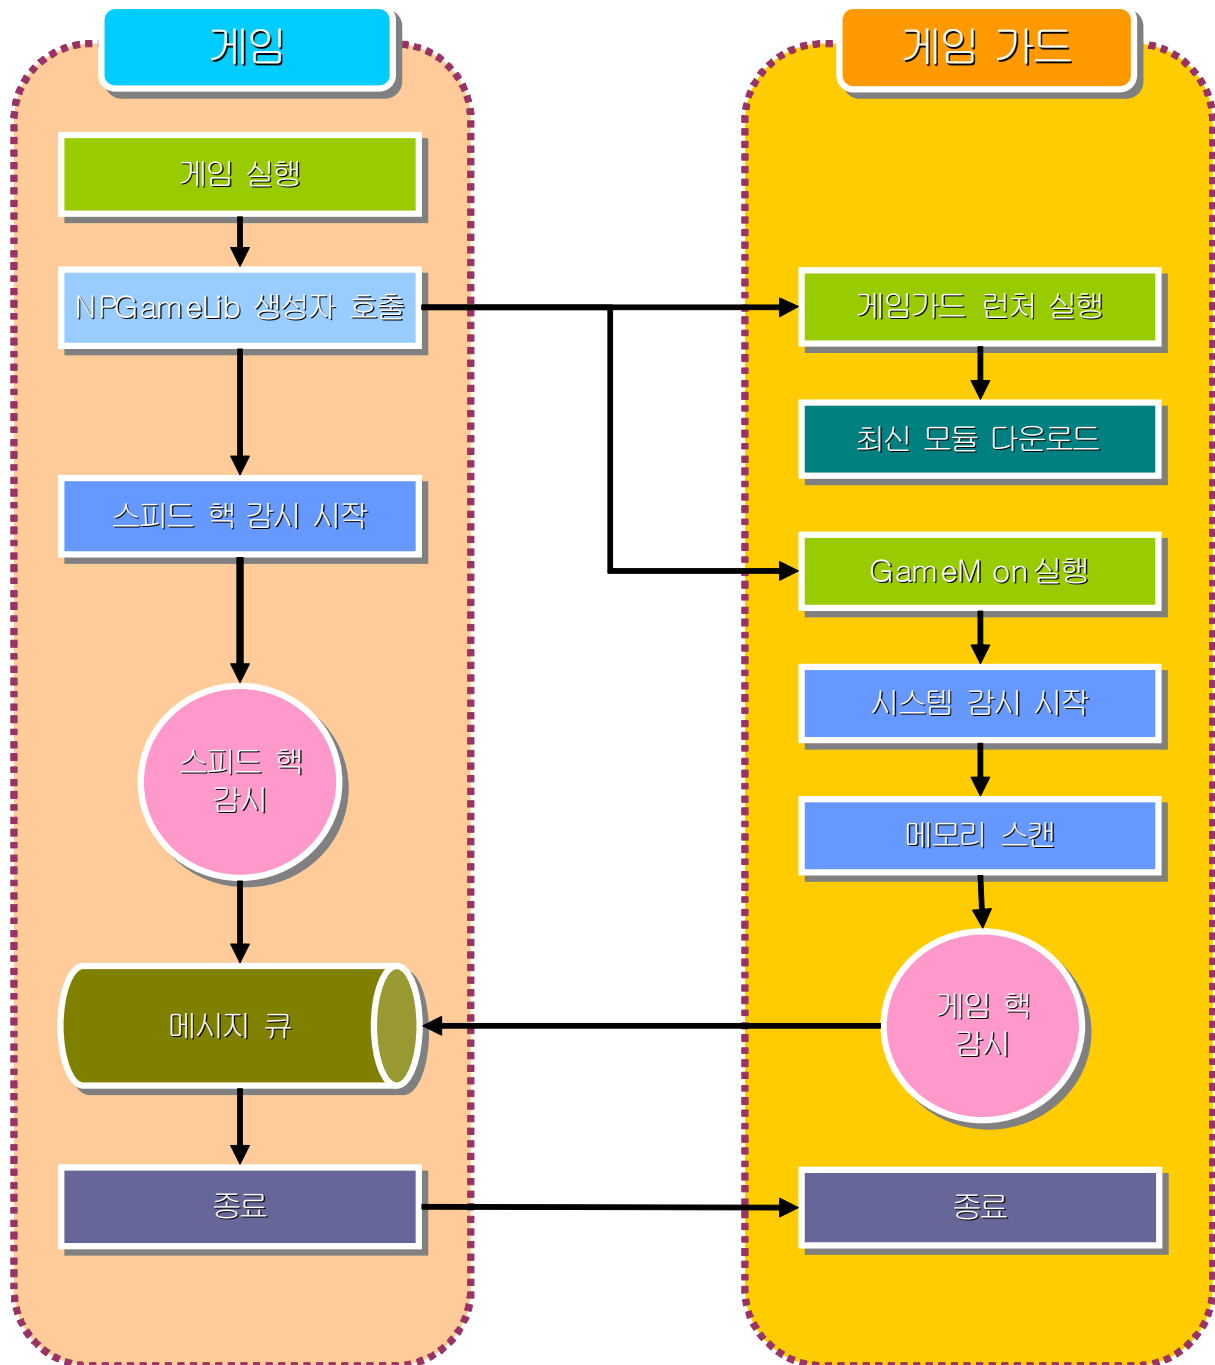 게임
게임 실행
NPGameLib 생성자 호출
스피드 핵 감시 시작
스피드 핵
감시
메시지 큐
종료
게임 가드
게임가드 런처 실행
최신 모듈 다운로드
GameMon 실행
시스템 감시 시작
메모리 스캔
게임 핵
감시
종료